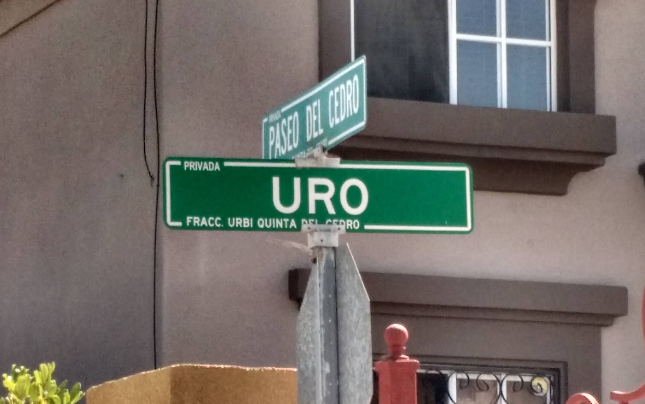 PASEO DEL CEDRO
PRIVADA
URO
FRACC. URBI QUINTA DEL CEDRO